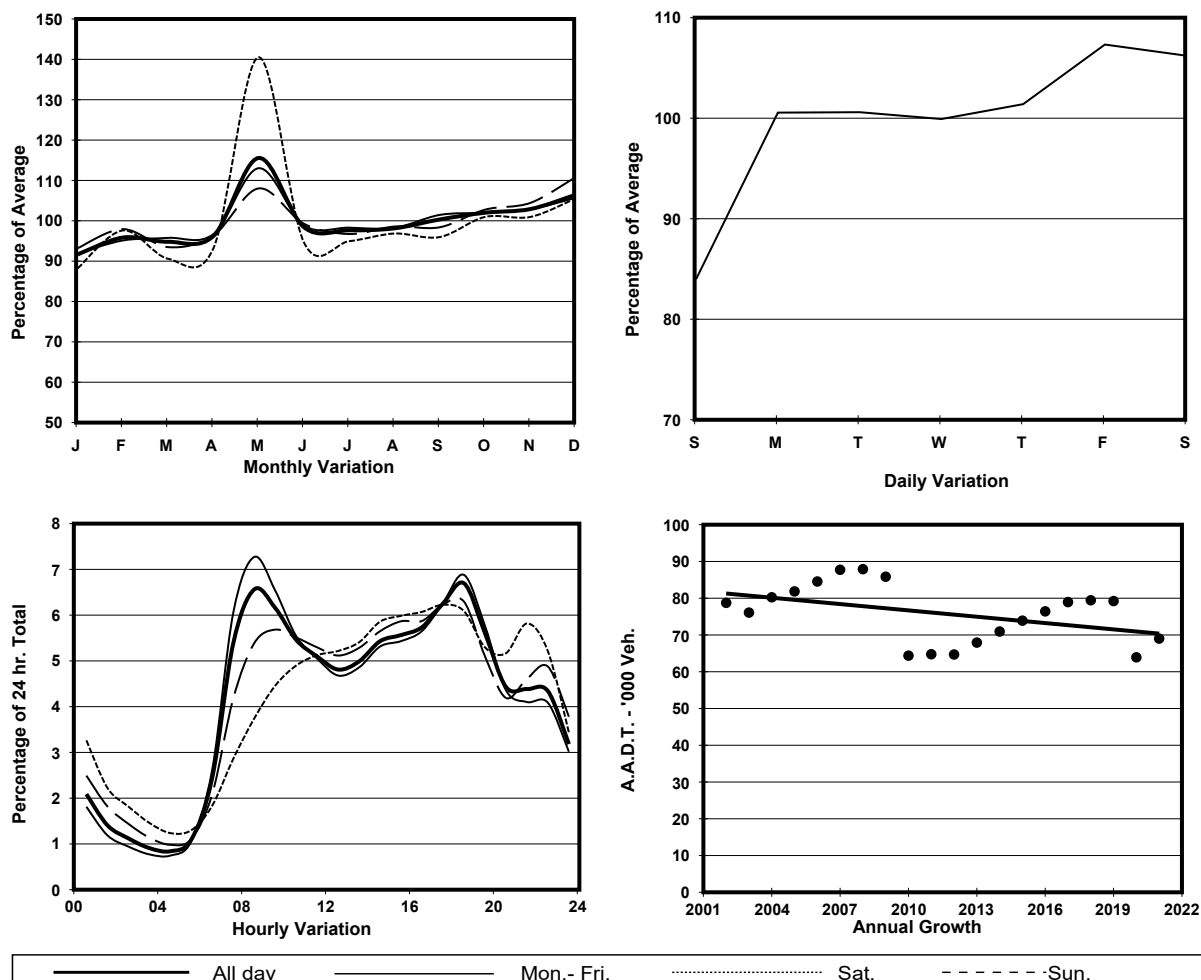 150
140
130
120
110
100
90
80
70
60
50
Percentage of Average
J F M A M J J A S O N D
Monthly Variation
110
100
90
80
70
Percentage of Average
S M T W T F S
Daily Variation
8
7
6
5
4
3
2
1
0
Percentage of 24 hr. Total
00 04 08 12 16 20 24
Hourly Variation
100
90
80
70
60
50
40
30
20
10
0
A.A.D.T. - '000 Veh.
2001 2004 2007 2010 2013 2016 2019 2022
Annual Growth
All day Mon.- Fri. Sat. Sun.